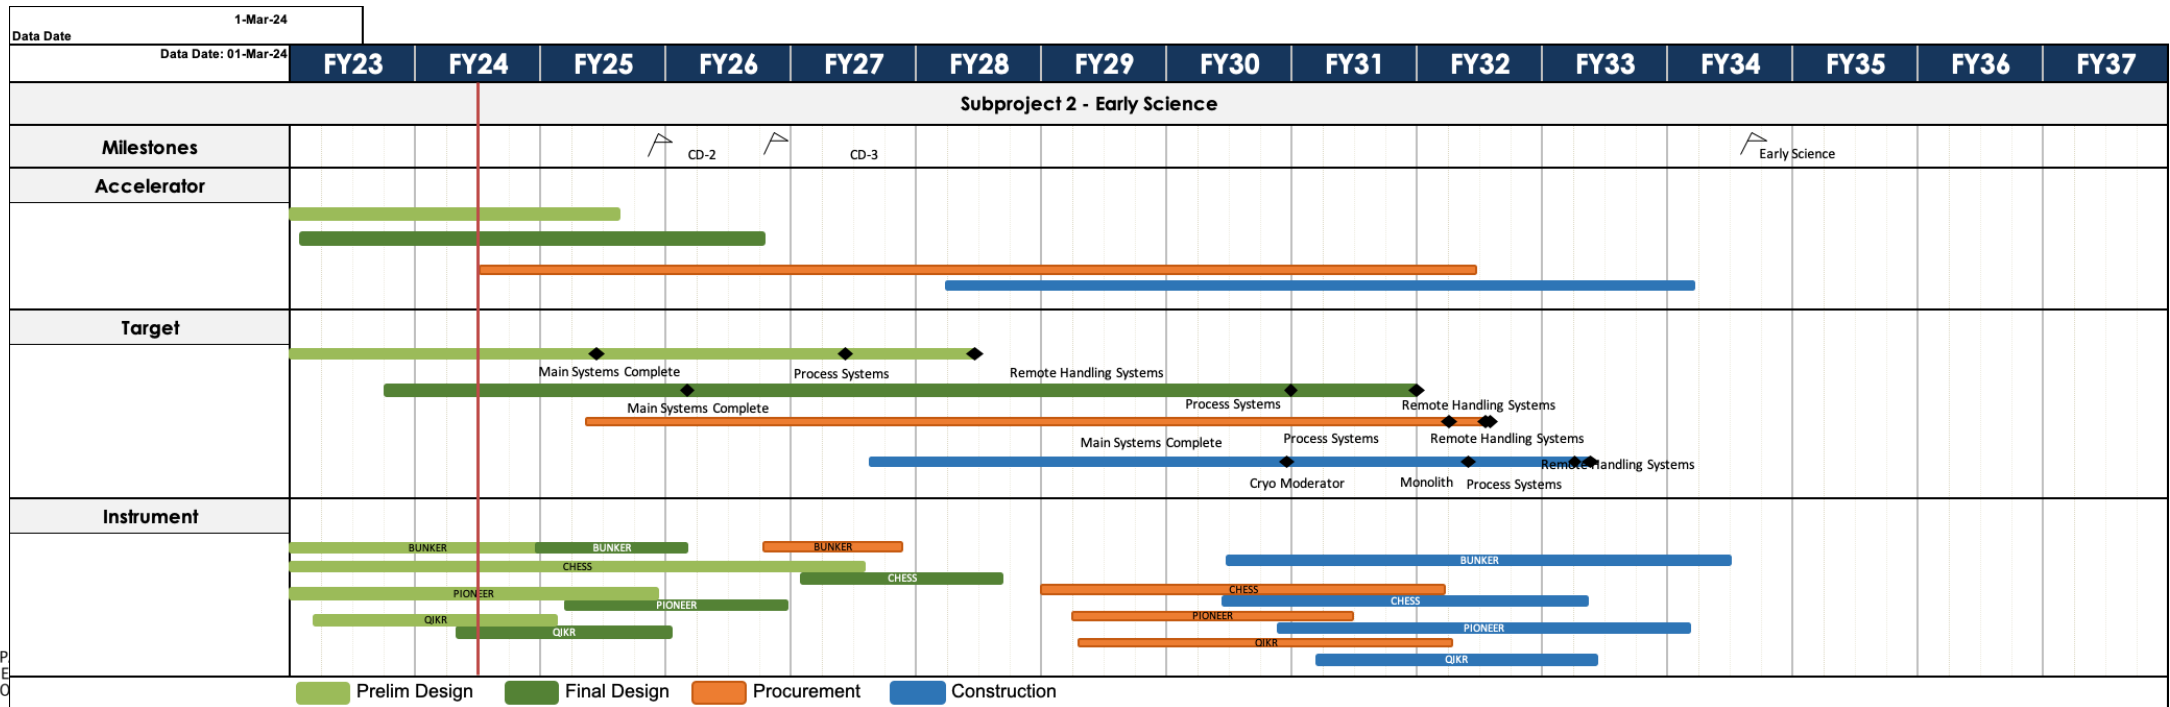 1-Mar-24
Data Date
Data Date: 01-Mar-24
FY23 FY24 FY25 FY26 FY27 FY28 FY29 FY30 FY31 FY32 FY33 FY34 FY35 FY36 FY37
Subproject 2 - Early Science
Milestones
CD-2 CD-3 Early Science
Accelerator
Target
Main Systems Complete Process Systems Remote Handling Systems
Main Systems Complete Process Systems Remote Handling Systems
Main Systems Complete Process Systems Remote Handling Systems
Remote Handling Systems
Cryo Moderator Monolith Process Systems
Instrument
BUNKER BUNKER BUNKER
BUNKER
CHESS
CHESS
CHESS
CHESS
PIONEER
PIONEER
PIONEER
PIONEER
QIKR
QIKR
QIKR
QIKR
P
E
O
Prelim Design Final Design Procurement Construction